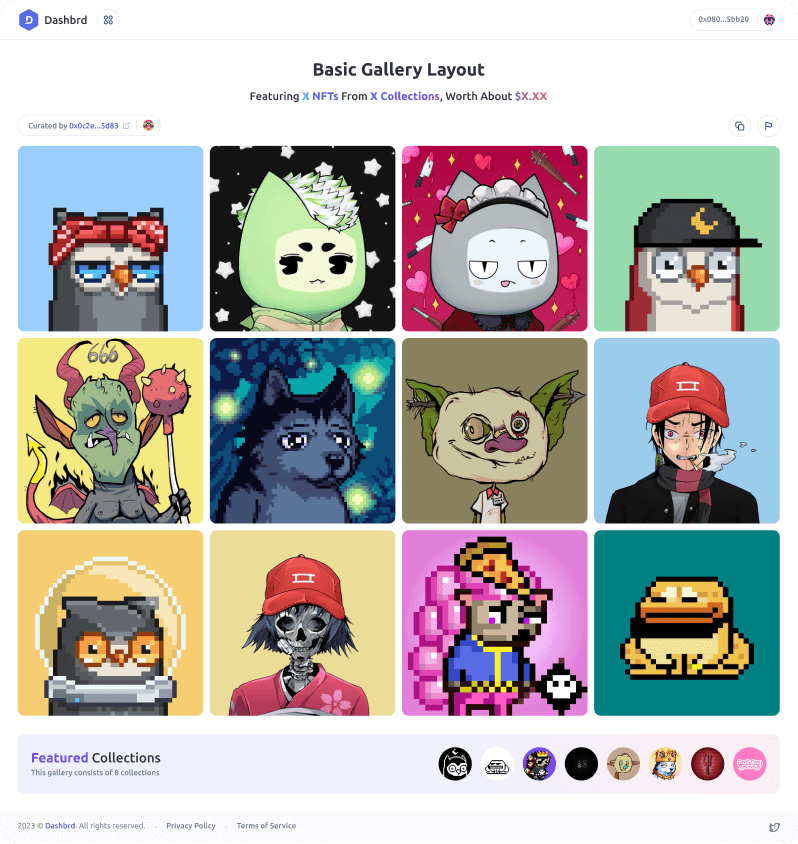 Dashbrd
0x080...5bb20
Basic Gallery Layout
Featuring X NFTs From X Collections, Worth About $X.XX
Curated by 0x0c2e...5d83
666
Featured Collections
This gallery consists of 8 collections
2023 © Dashbrd. All rights reserved. . Privacy Policy . Terms of Service